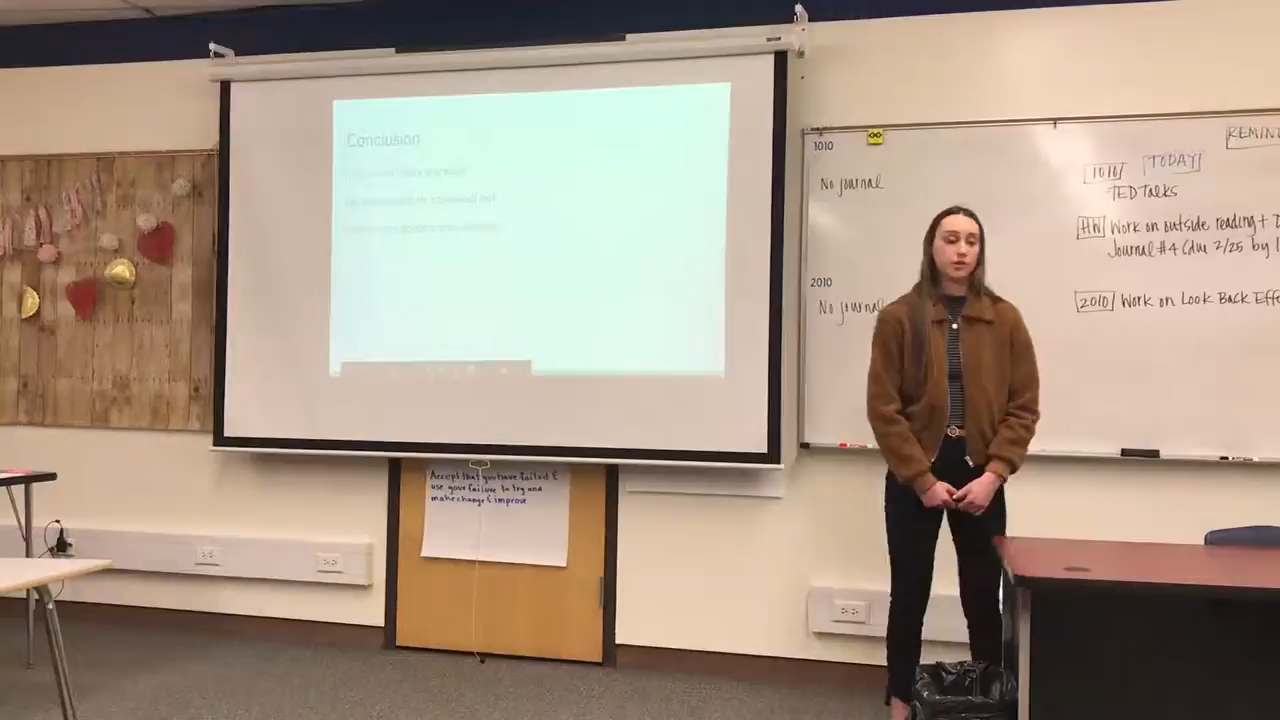 Conclusion
Accept that you have failed &
use your failure to try and
make change & improve
1010
No journal
2010
No journal
REMIN
1010 TODAY
TED Talks
HW Work on outside reading +
Journal #4 (due 2/25 by
2010 Work on Look Back Effe